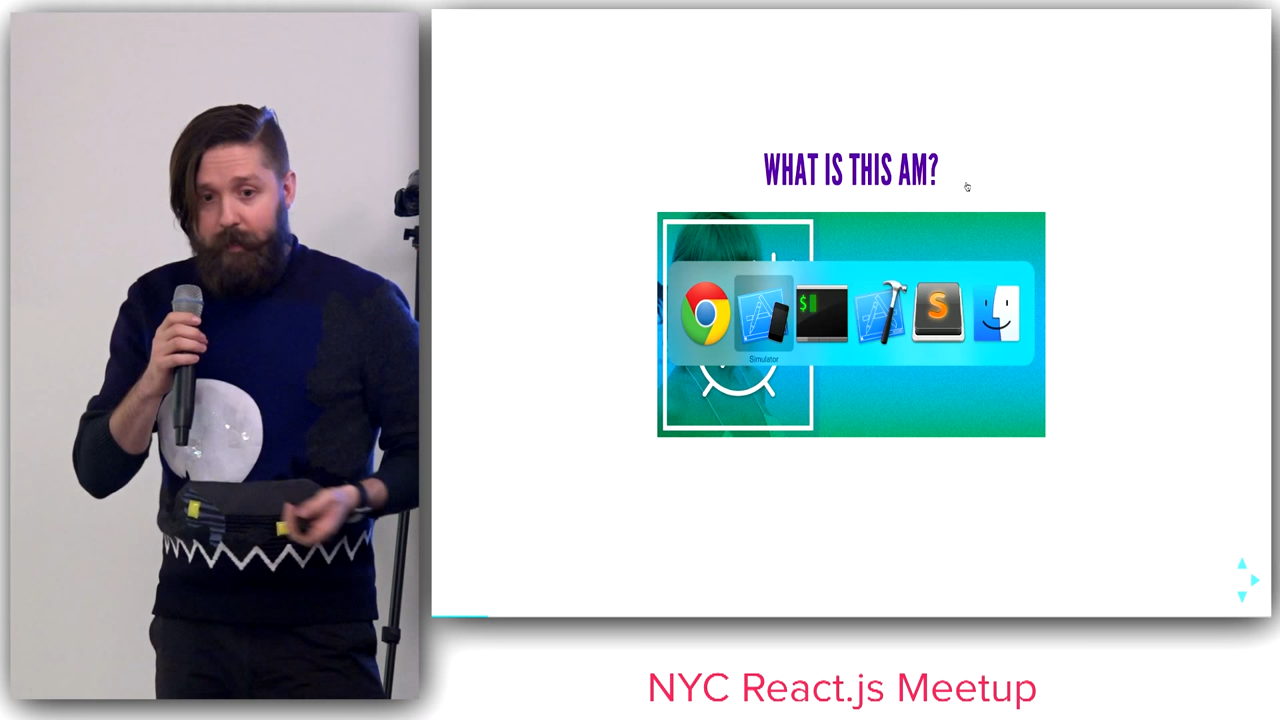 WHAT IS THIS AM?
$
S
Simulator
NYC React.js Meetup